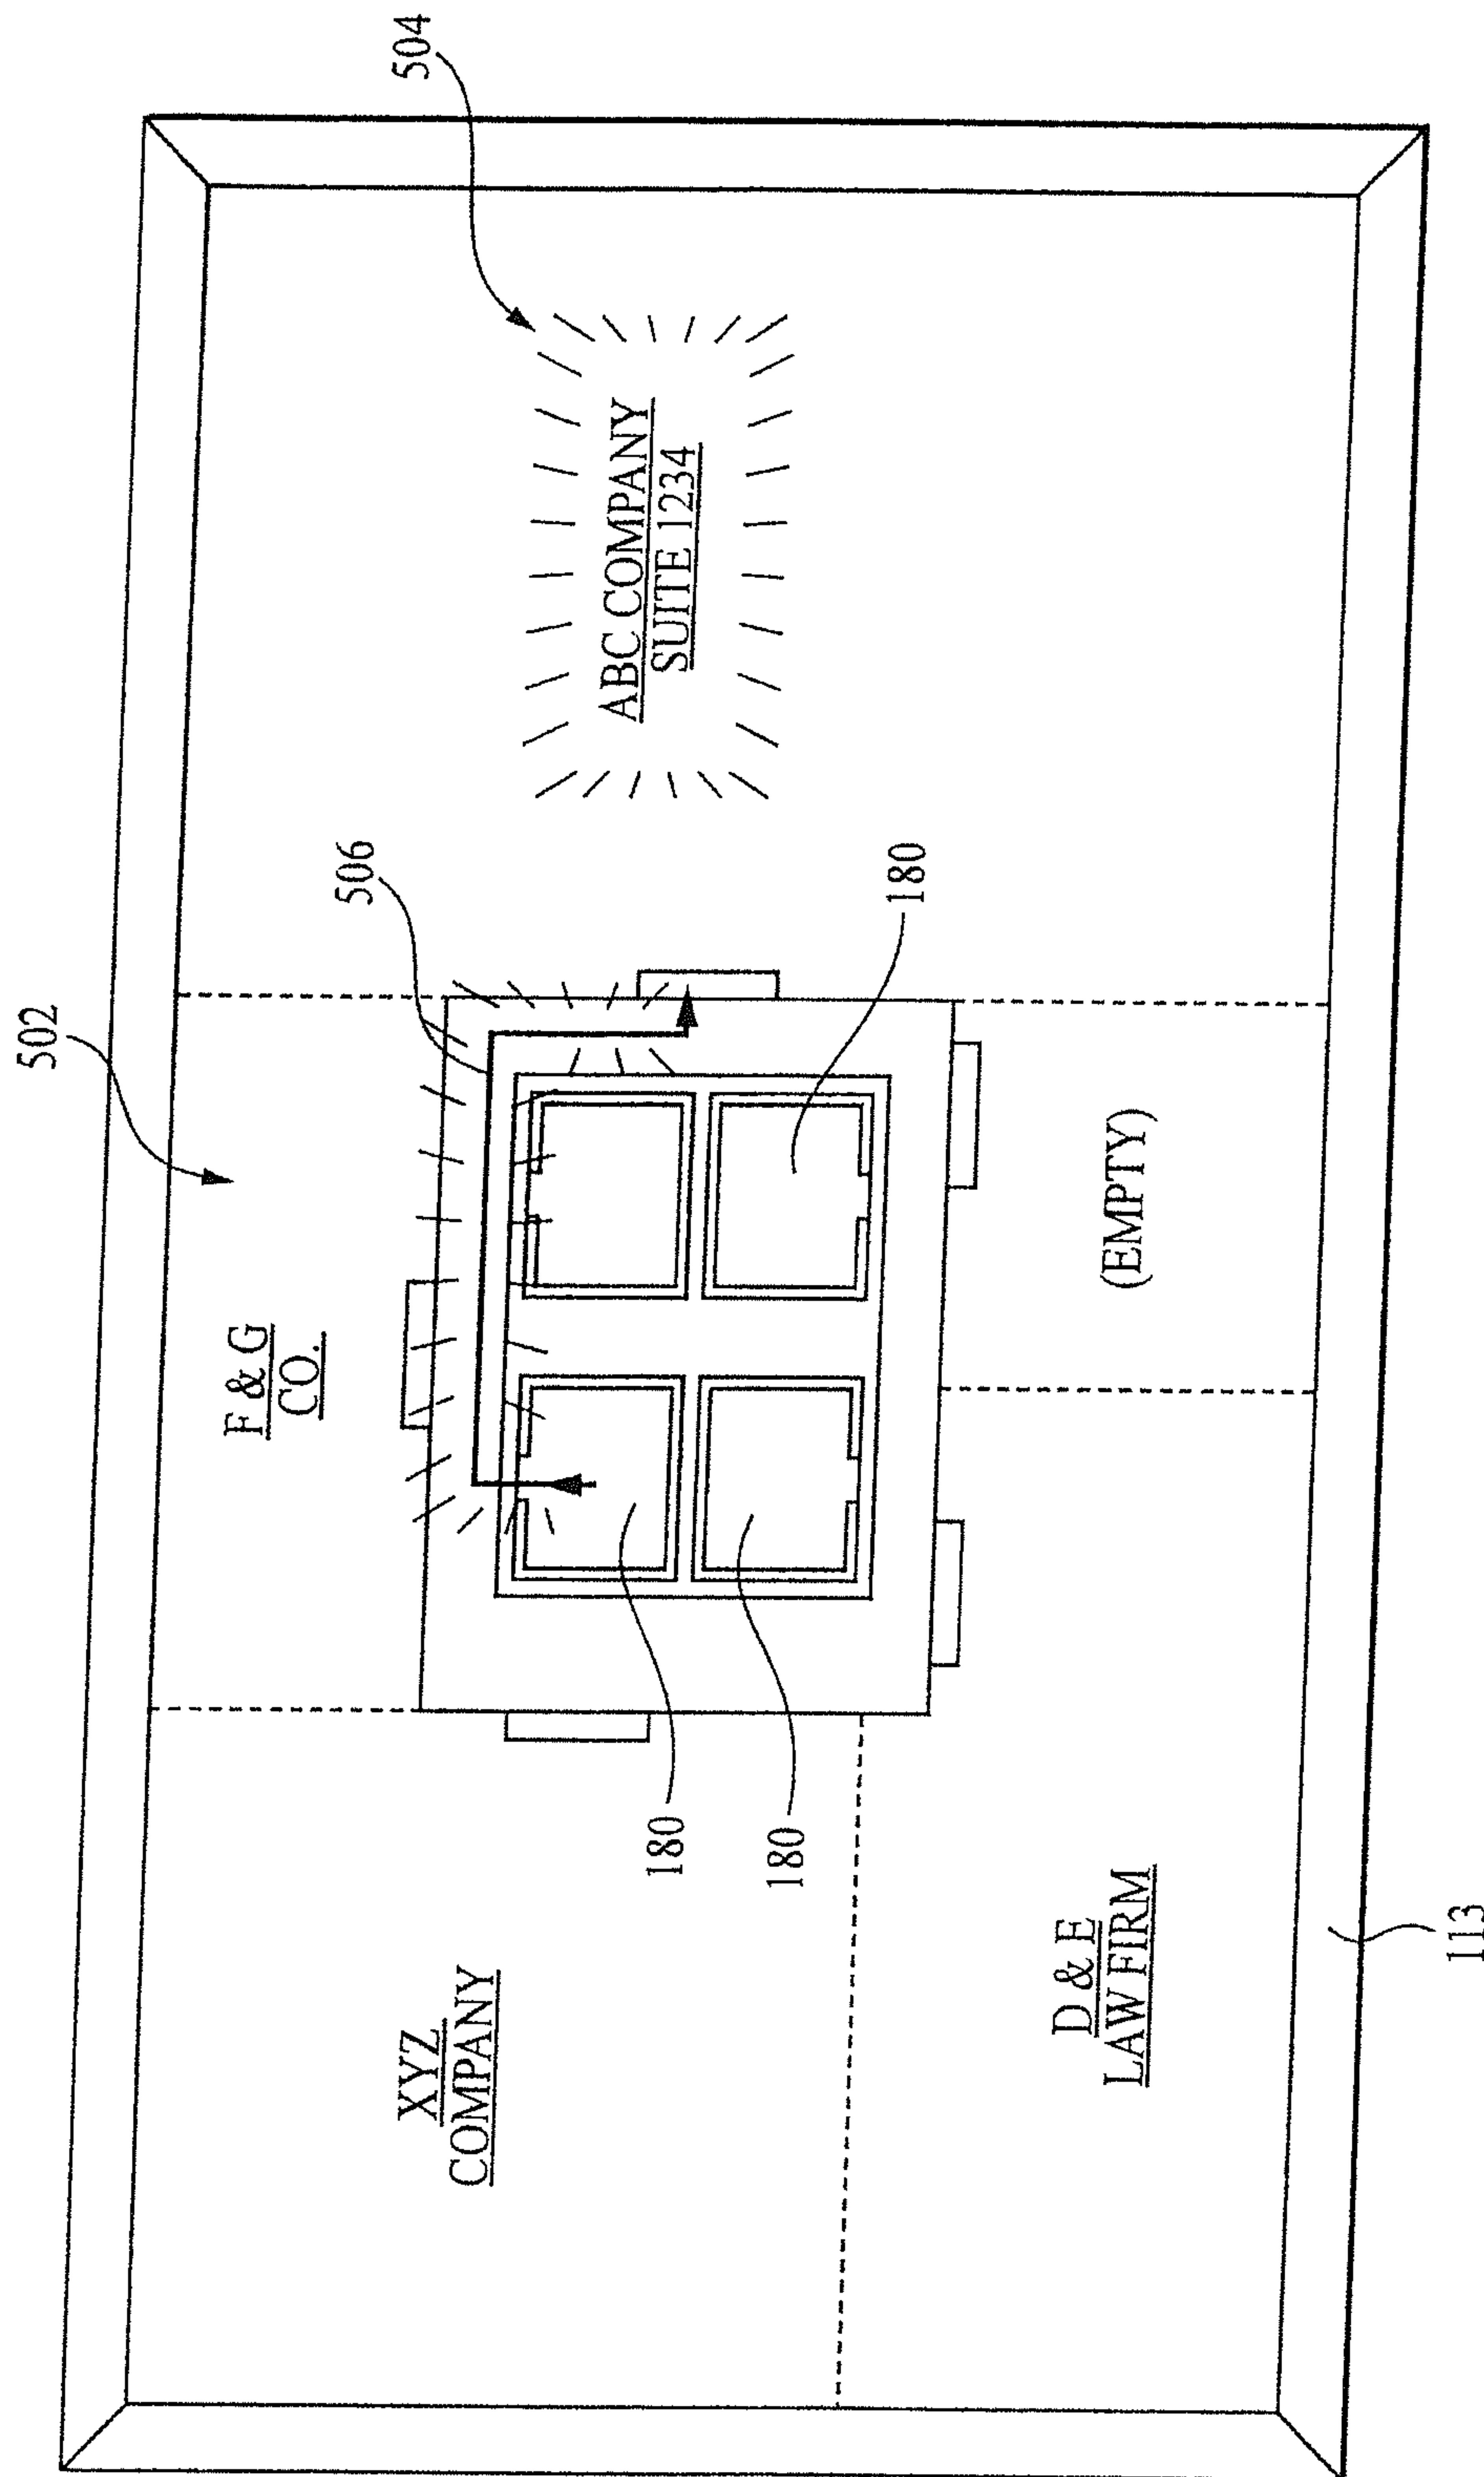 502
504
506
F & G
CO.
ABC COMPANY
SUITE 1234
180
XYZ
COMPANY
180
180
(EMPTY)
D & E
LAW FIRM
113